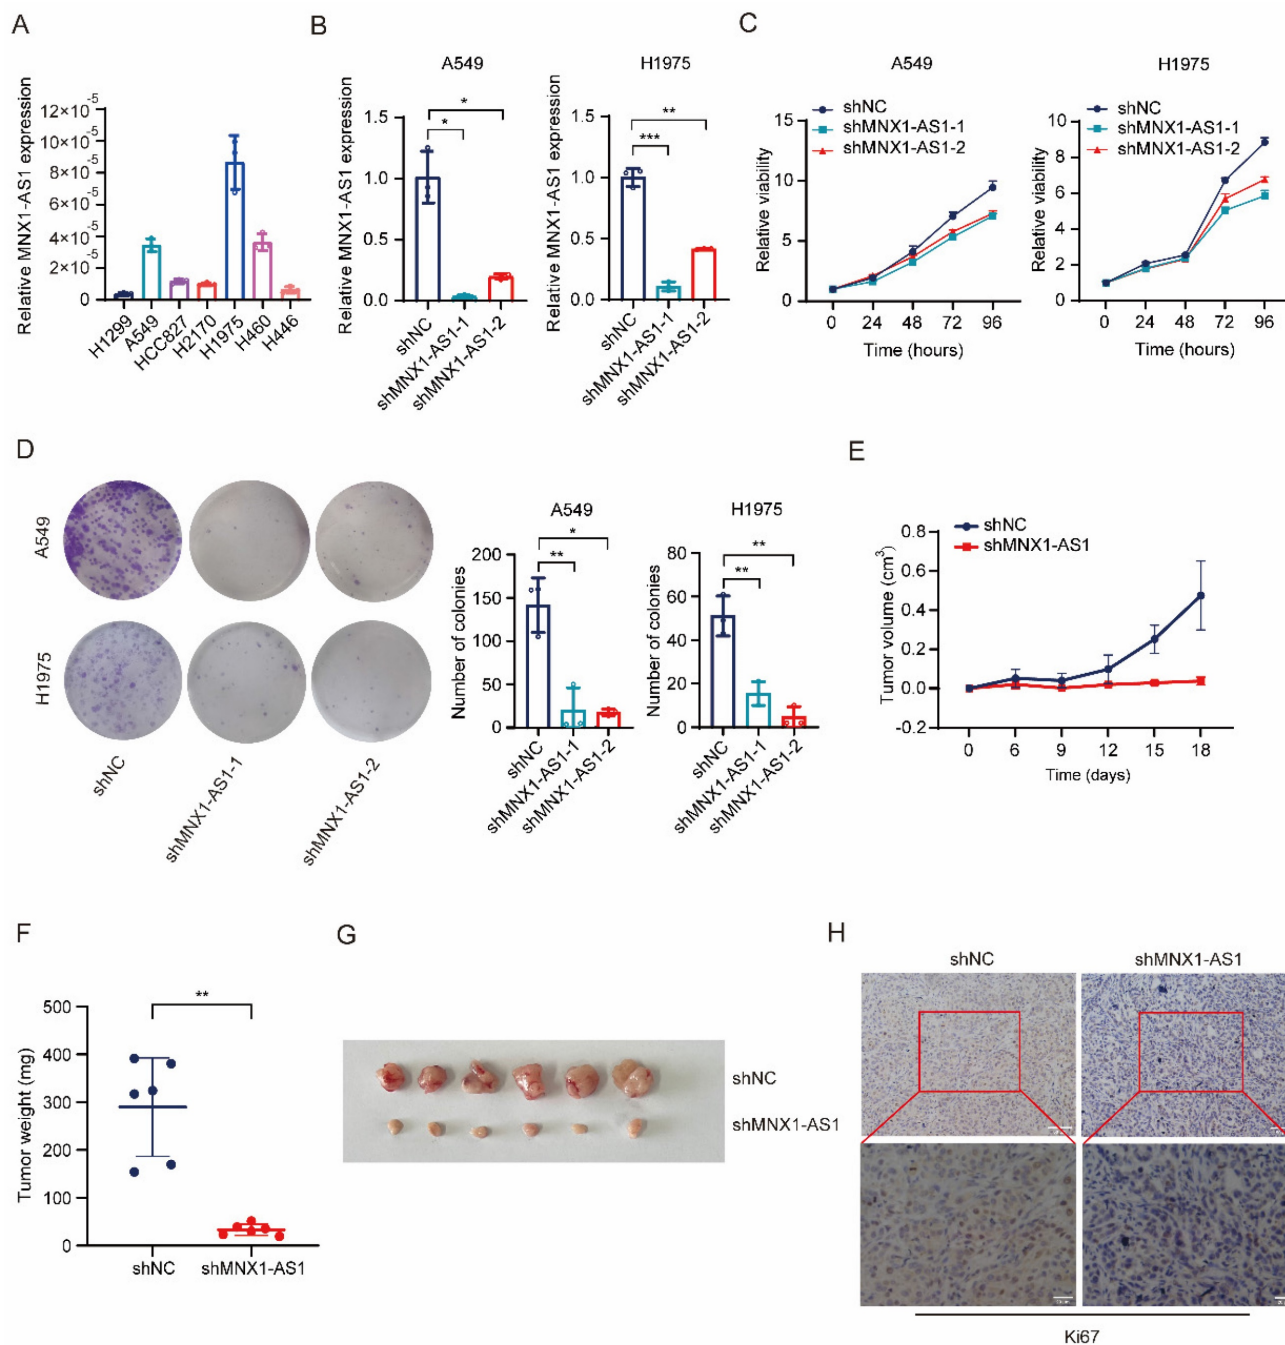 A
Relative MNX1-AS1 expression
12×10⁻⁵
10×10⁻⁵
8×10⁻⁵
6×10⁻⁵
4×10⁻⁵
2×10⁻⁵
0
H1299
A549
HCC827
H2170
H1975
H460
H446
B
A549
Relative MNX1-AS1 expression
1.5
1.0
0.5
0.0
*
*
shNC
shMNX1-AS1-1
shMNX1-AS1-2
H1975
Relative MNX1-AS1 expression
1.5
1.0
0.5
0.0
**
***
shNC
shMNX1-AS1-1
shMNX1-AS1-2
C
A549
shNC
shMNX1-AS1-1
shMNX1-AS1-2
Relative viability
15
10
5
0
0 24 48 72 96
Time (hours)
H1975
shNC
shMNX1-AS1-1
shMNX1-AS1-2
Relative viability
10
8
6
4
2
0
0 24 48 72 96
Time (hours)
D
A549
H1975
shNC
shMNX1-AS1-1
shMNX1-AS1-2
A549
Number of colonies
200
150
100
50
0
*
**
shNC
shMNX1-AS1-1
shMNX1-AS1-2
H1975
Number of colonies
80
60
40
20
0
**
**
shNC
shMNX1-AS1-1
shMNX1-AS1-2
E
shNC
shMNX1-AS1
Tumor volume (cm³)
0.8
0.6
0.4
0.2
0.0
-0.2
0 6 9 12 15 18
Time (days)
F
Tumor weight (mg)
500
400
300
200
100
0
**
shNC
shMNX1-AS1
G
shNC
shMNX1-AS1
H
shNC
shMNX1-AS1
Ki67